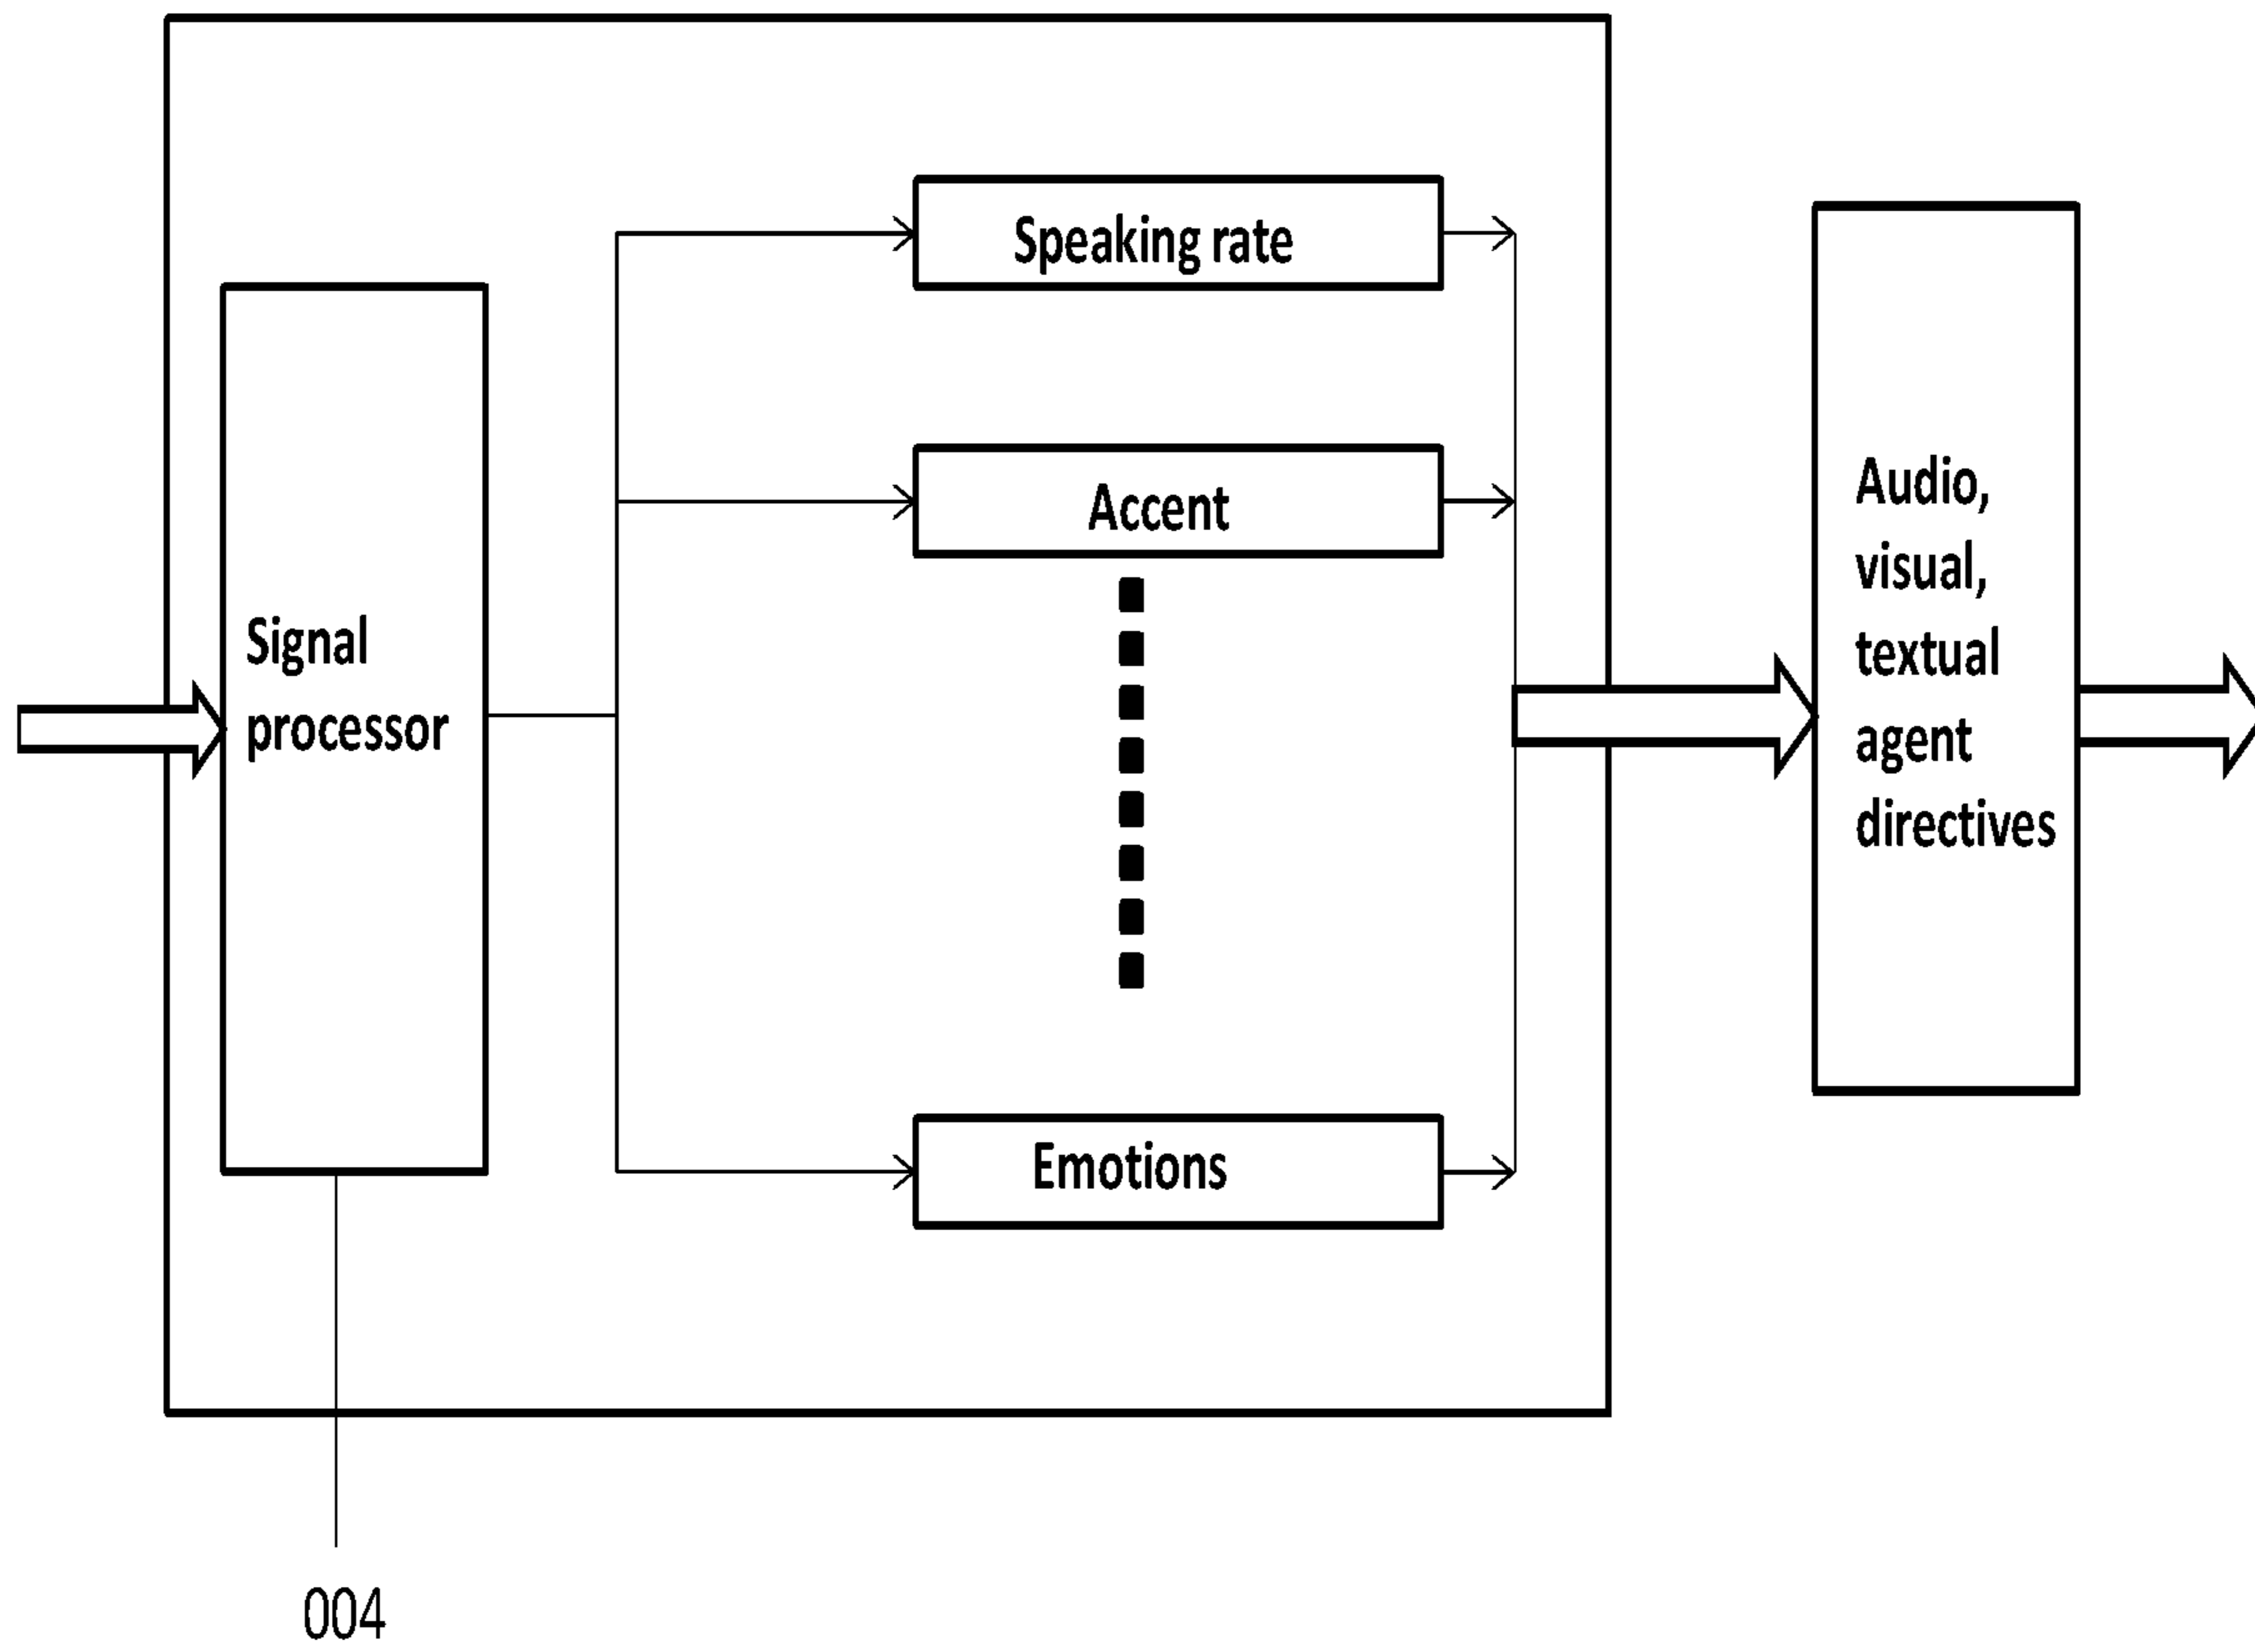 Speaking rate
Accent
Signal
processor
Emotions
Audio,
visual,
textual
agent
directives
004